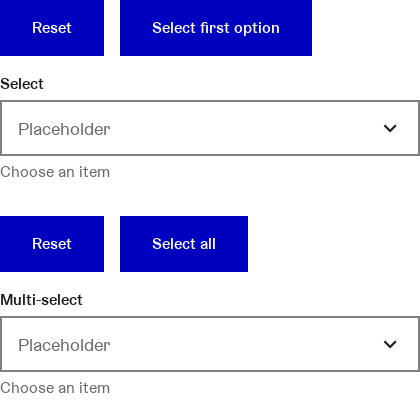 Reset
Select first option
Select
Placeholder
Choose an item
Reset
Select all
Multi-select
Placeholder
Choose an item